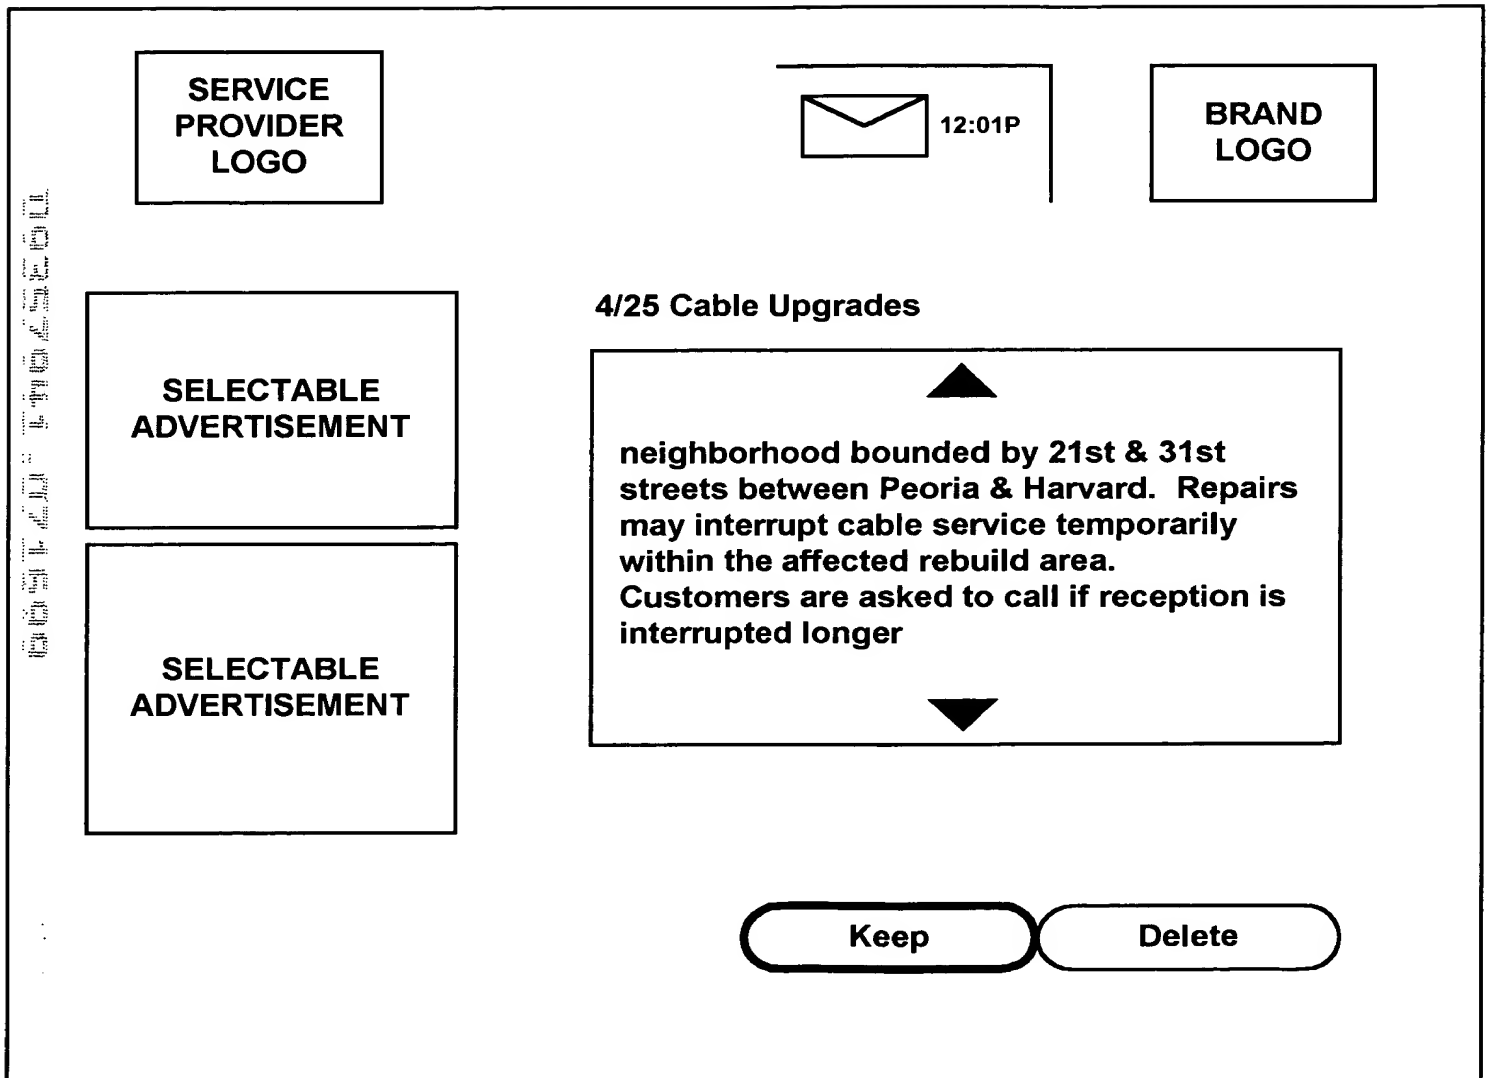 SERVICE
PROVIDER
LOGO
12:01P
BRAND
LOGO
SELECTABLE
ADVERTISEMENT
SELECTABLE
ADVERTISEMENT
4/25 Cable Upgrades
neighborhood bounded by 21st & 31st
streets between Peoria & Harvard. Repairs
may interrupt cable service temporarily
within the affected rebuild area.
Customers are asked to call if reception is
interrupted longer
Keep
Delete